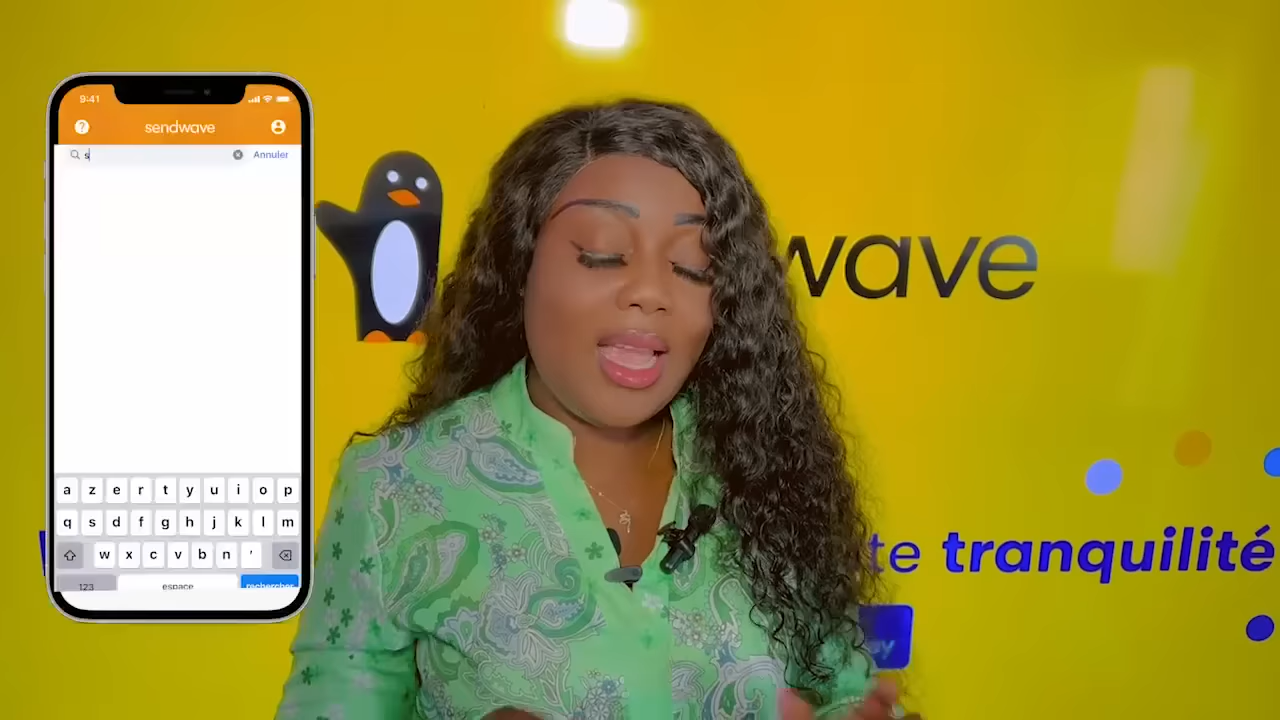 9:41
sendwave
s
Annuler
a z e r t y u i o p
q s d f g h j k l m
w x c v b n '
123 espace rechercher
wave
te tranquilité